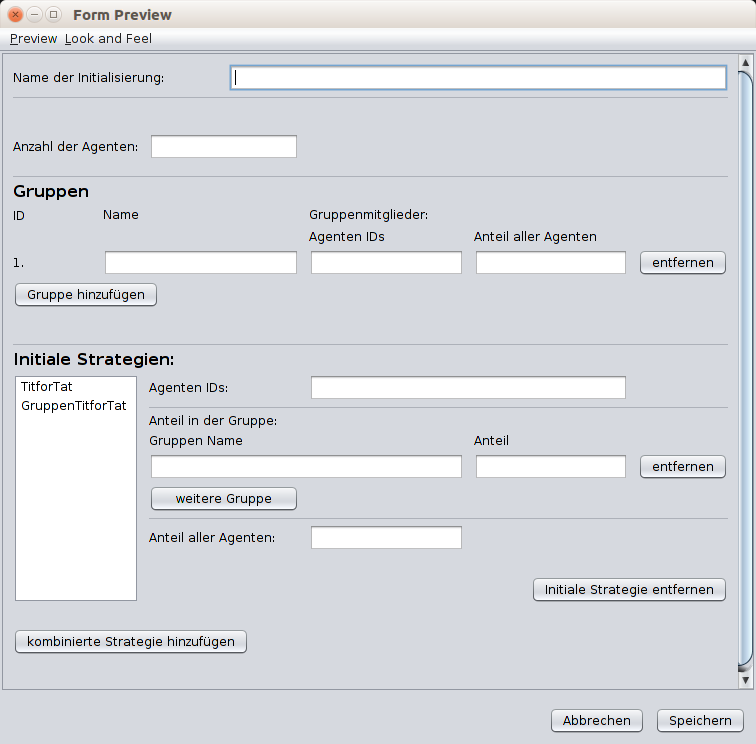 Form Preview
Preview Look and Feel
Name der Initialisierung:
Anzahl der Agenten:
Gruppen
ID Name Gruppenmitglieder:
Agenten IDs Anteil aller Agenten
1. entfernen
Gruppe hinzufügen
Initiale Strategien:
TitforTat
GruppenTitforTat
Agenten IDs:
Anteil in der Gruppe:
Gruppen Name Anteil
entfernen
weitere Gruppe
Anteil aller Agenten:
Initiale Strategie entfernen
kombinierte Strategie hinzufügen
Abbrechen Speichern